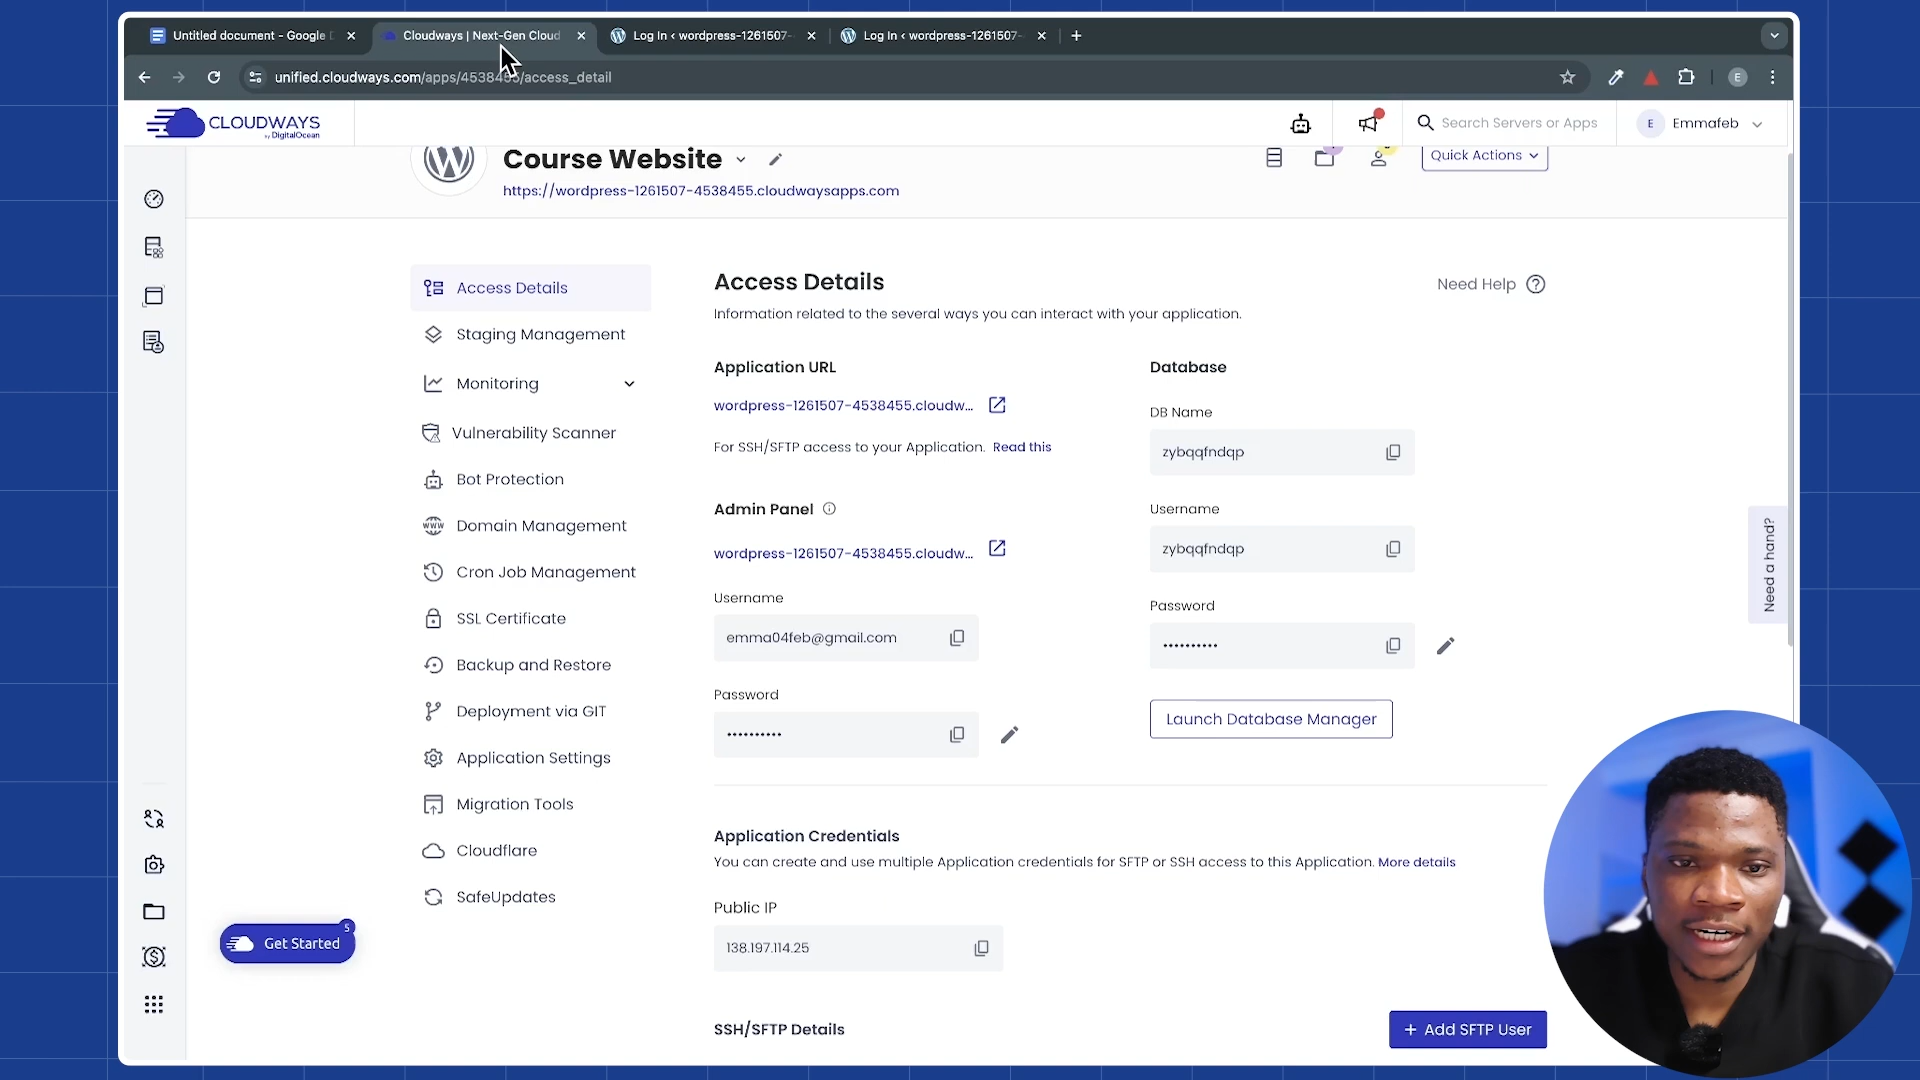 Untitled document - Google D
Cloudways | Next-Gen Cloud
Log In ‹ wordpress-1261507-
Log In ‹ wordpress-1261507-
unified.cloudways.com/apps/4538455/access_detail
E
CLOUDWAYS
by DigitalOcean
Search Servers or Apps
E
Emmafeb
Course Website
https://wordpress-1261507-4538455.cloudwaysapps.com
Quick Actions
Access Details
Staging Management
Monitoring
Vulnerability Scanner
Bot Protection
Domain Management
Cron Job Management
SSL Certificate
Backup and Restore
Deployment via GIT
Application Settings
Migration Tools
Cloudflare
SafeUpdates
Get Started
5
Access Details
Need Help
Information related to the several ways you can interact with your application.
Application URL
wordpress-1261507-4538455.cloudw...
For SSH/SFTP access to your Application. Read this
Admin Panel
wordpress-1261507-4538455.cloudw...
Username
emma04feb@gmail.com
Password
••••••••••
Database
DB Name
zybqqfndqp
Username
zybqqfndqp
Password
••••••••••
Launch Database Manager
Need a hand?
Application Credentials
You can create and use multiple Application credentials for SFTP or SSH access to this Application. More details
Public IP
138.197.114.25
SSH/SFTP Details
+ Add SFTP User